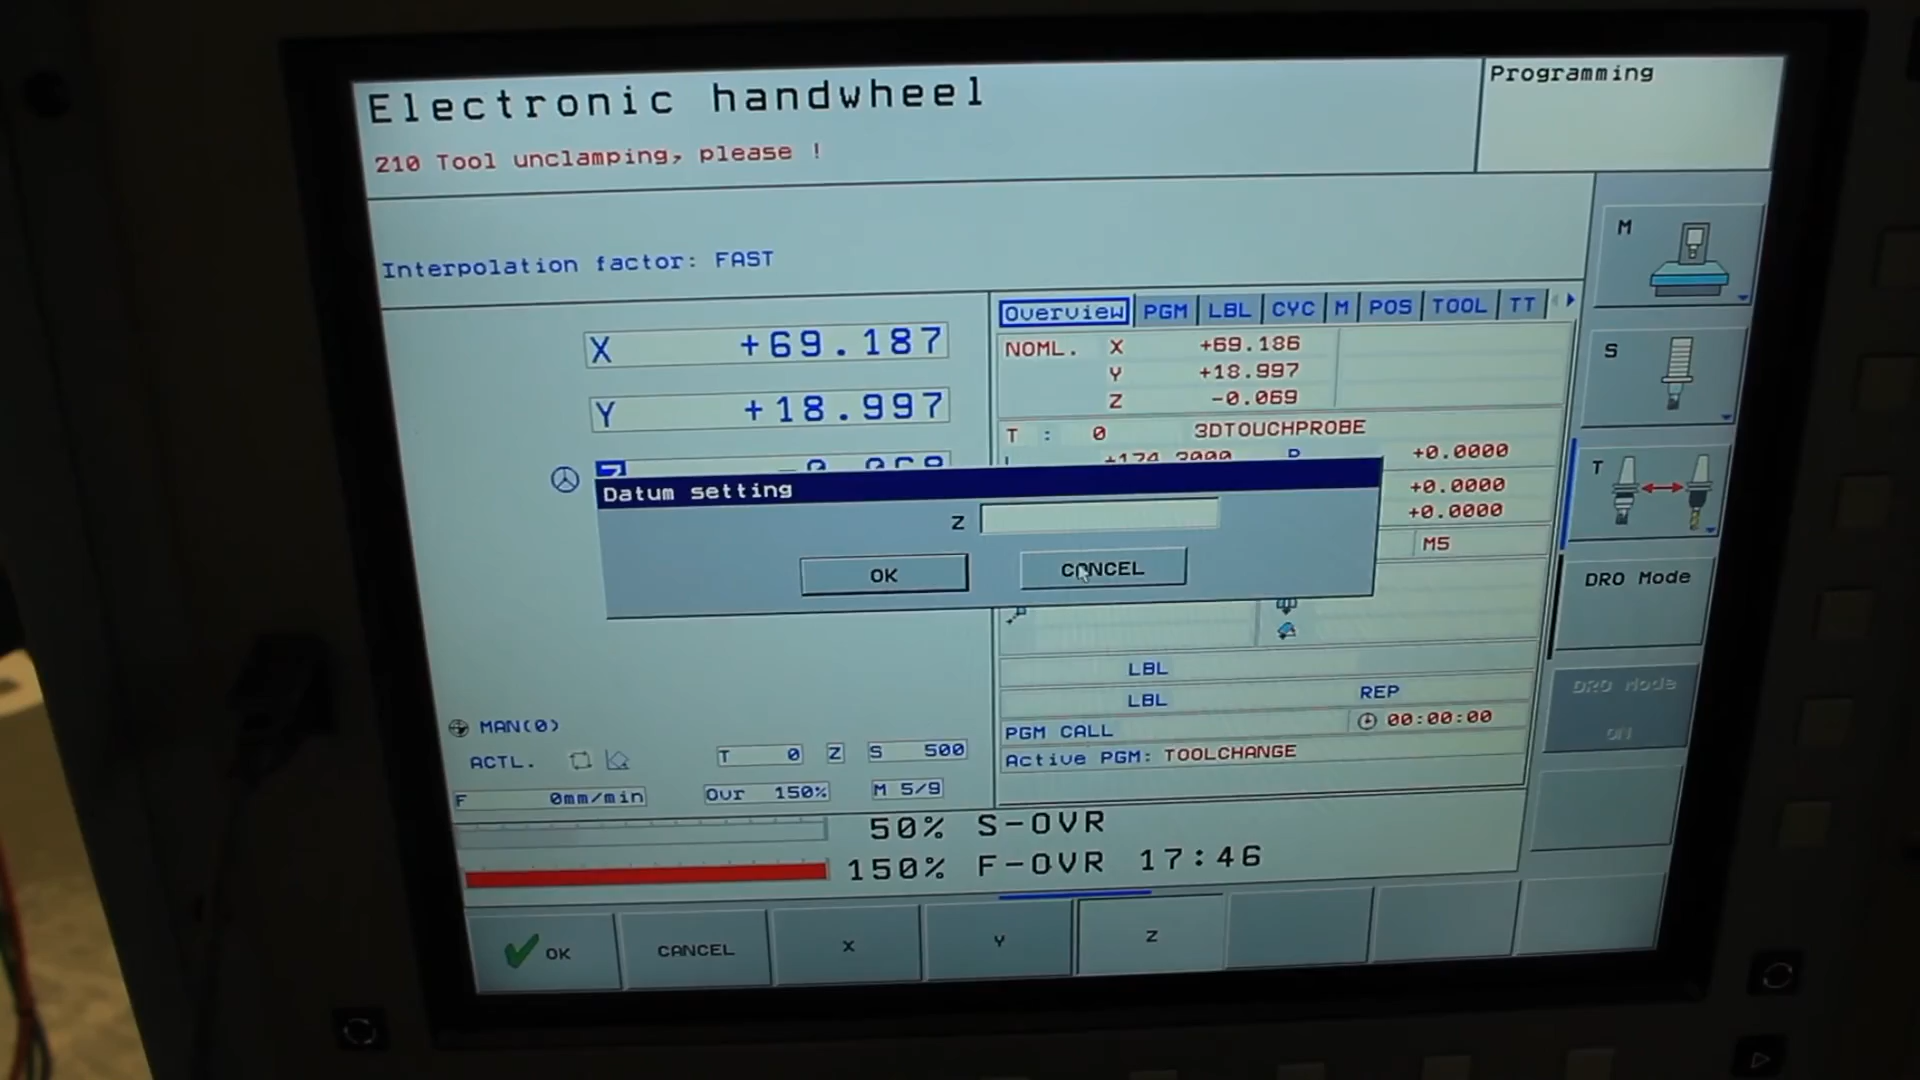 Electronic handwheel
Programming
210 Tool unclamping, please !
Interpolation factor: FAST
X +69.187
Y +18.997
Overview PGM LBL CYC M POS TOOL TT
NOML. X +69.186
Y +18.997
Z -0.069
T : 0 3DTOUCHPROBE
+0.0000
+0.0000
+0.0000
M5
Datum setting
Z
OK CANCEL
LBL
LBL REP
PGM CALL 00:00:00
Active PGM: TOOLCHANGE
MAN(0)
ACTL. T 0 Z S 500
F 0mm/min Ovr 150% M 5/9
50% S-OVR
150% F-OVR 17:46
M
S
T
DRO Mode
DRO Mode
ON
OK CANCEL X Y Z